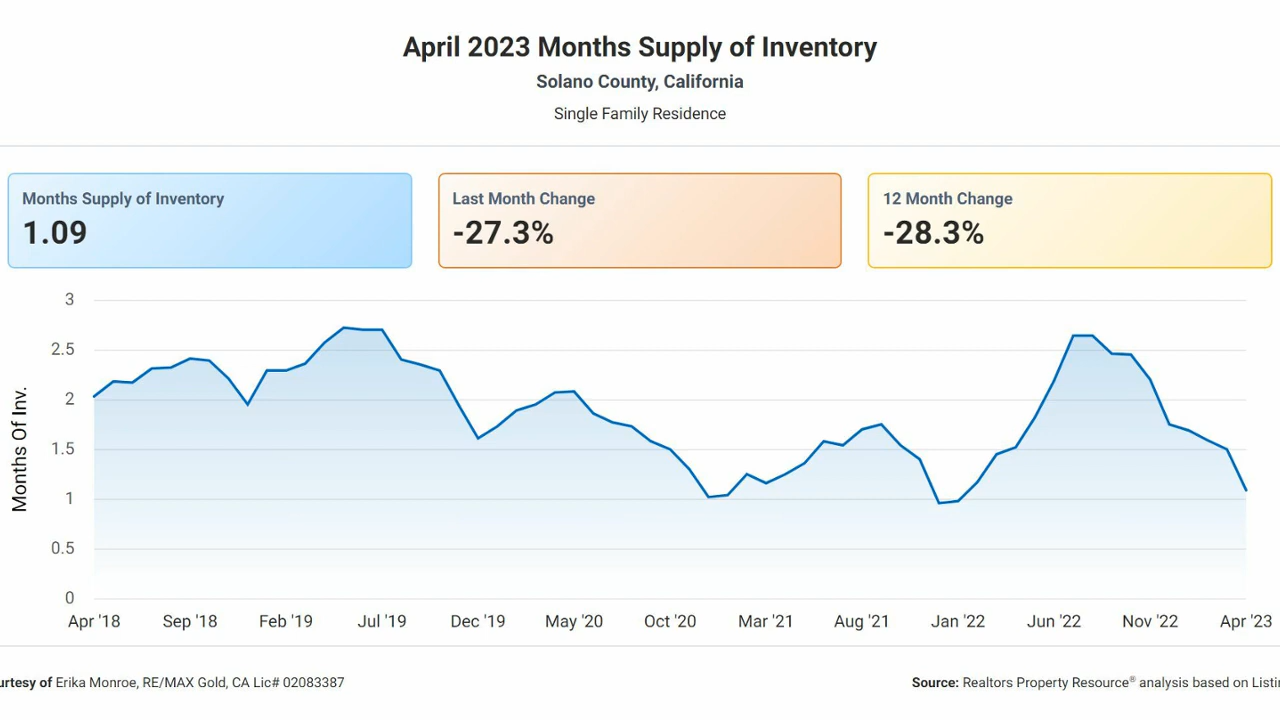 April 2023 Months Supply of Inventory
Solano County, California
Single Family Residence
Months Supply of Inventory
1.09
Last Month Change
-27.3%
12 Month Change
-28.3%
Months Of Inv.
3
2.5
2
1.5
1
0.5
0
Apr '18 Sep '18 Feb '19 Jul '19 Dec '19 May '20 Oct '20 Mar '21 Aug '21 Jan '22 Jun '22 Nov '22 Apr '23
urtesy of Erika Monroe, RE/MAX Gold, CA Lic# 02083387
Source: Realtors Property Resource® analysis based on Listi